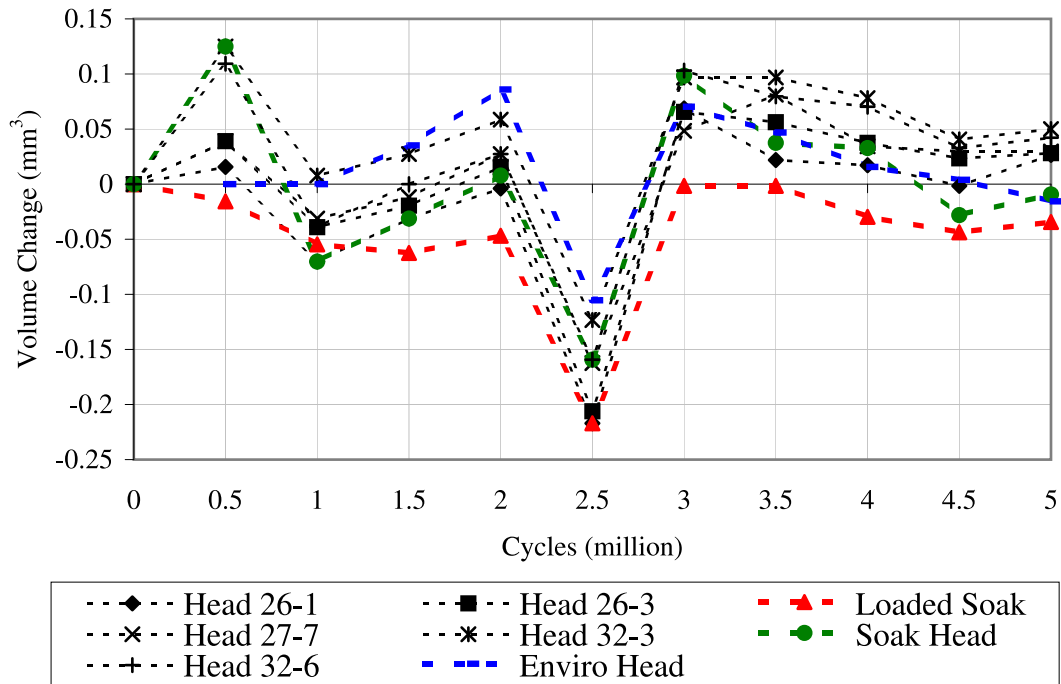 0.15
0.1
0.05
0
-0.05
-0.1
-0.15
-0.2
-0.25
Volume Change (mm³)
0 0.5 1 1.5 2 2.5 3 3.5 4 4.5 5
Cycles (million)
Head 26-1 Head 26-3 Loaded Soak
Head 27-7 Head 32-3 Soak Head
Head 32-6 Enviro Head